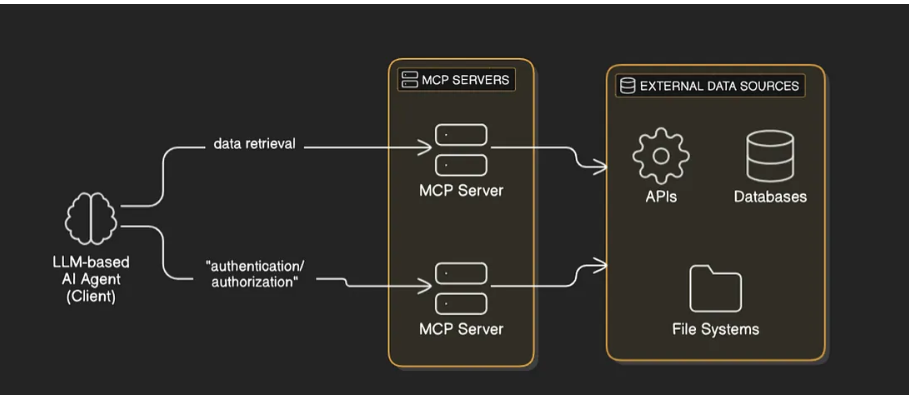 MCP SERVERS
EXTERNAL DATA SOURCES
data retrieval
MCP Server
APIs
Databases
LLM-based
AI Agent
(Client)
"authentication/
authorization"
MCP Server
File Systems